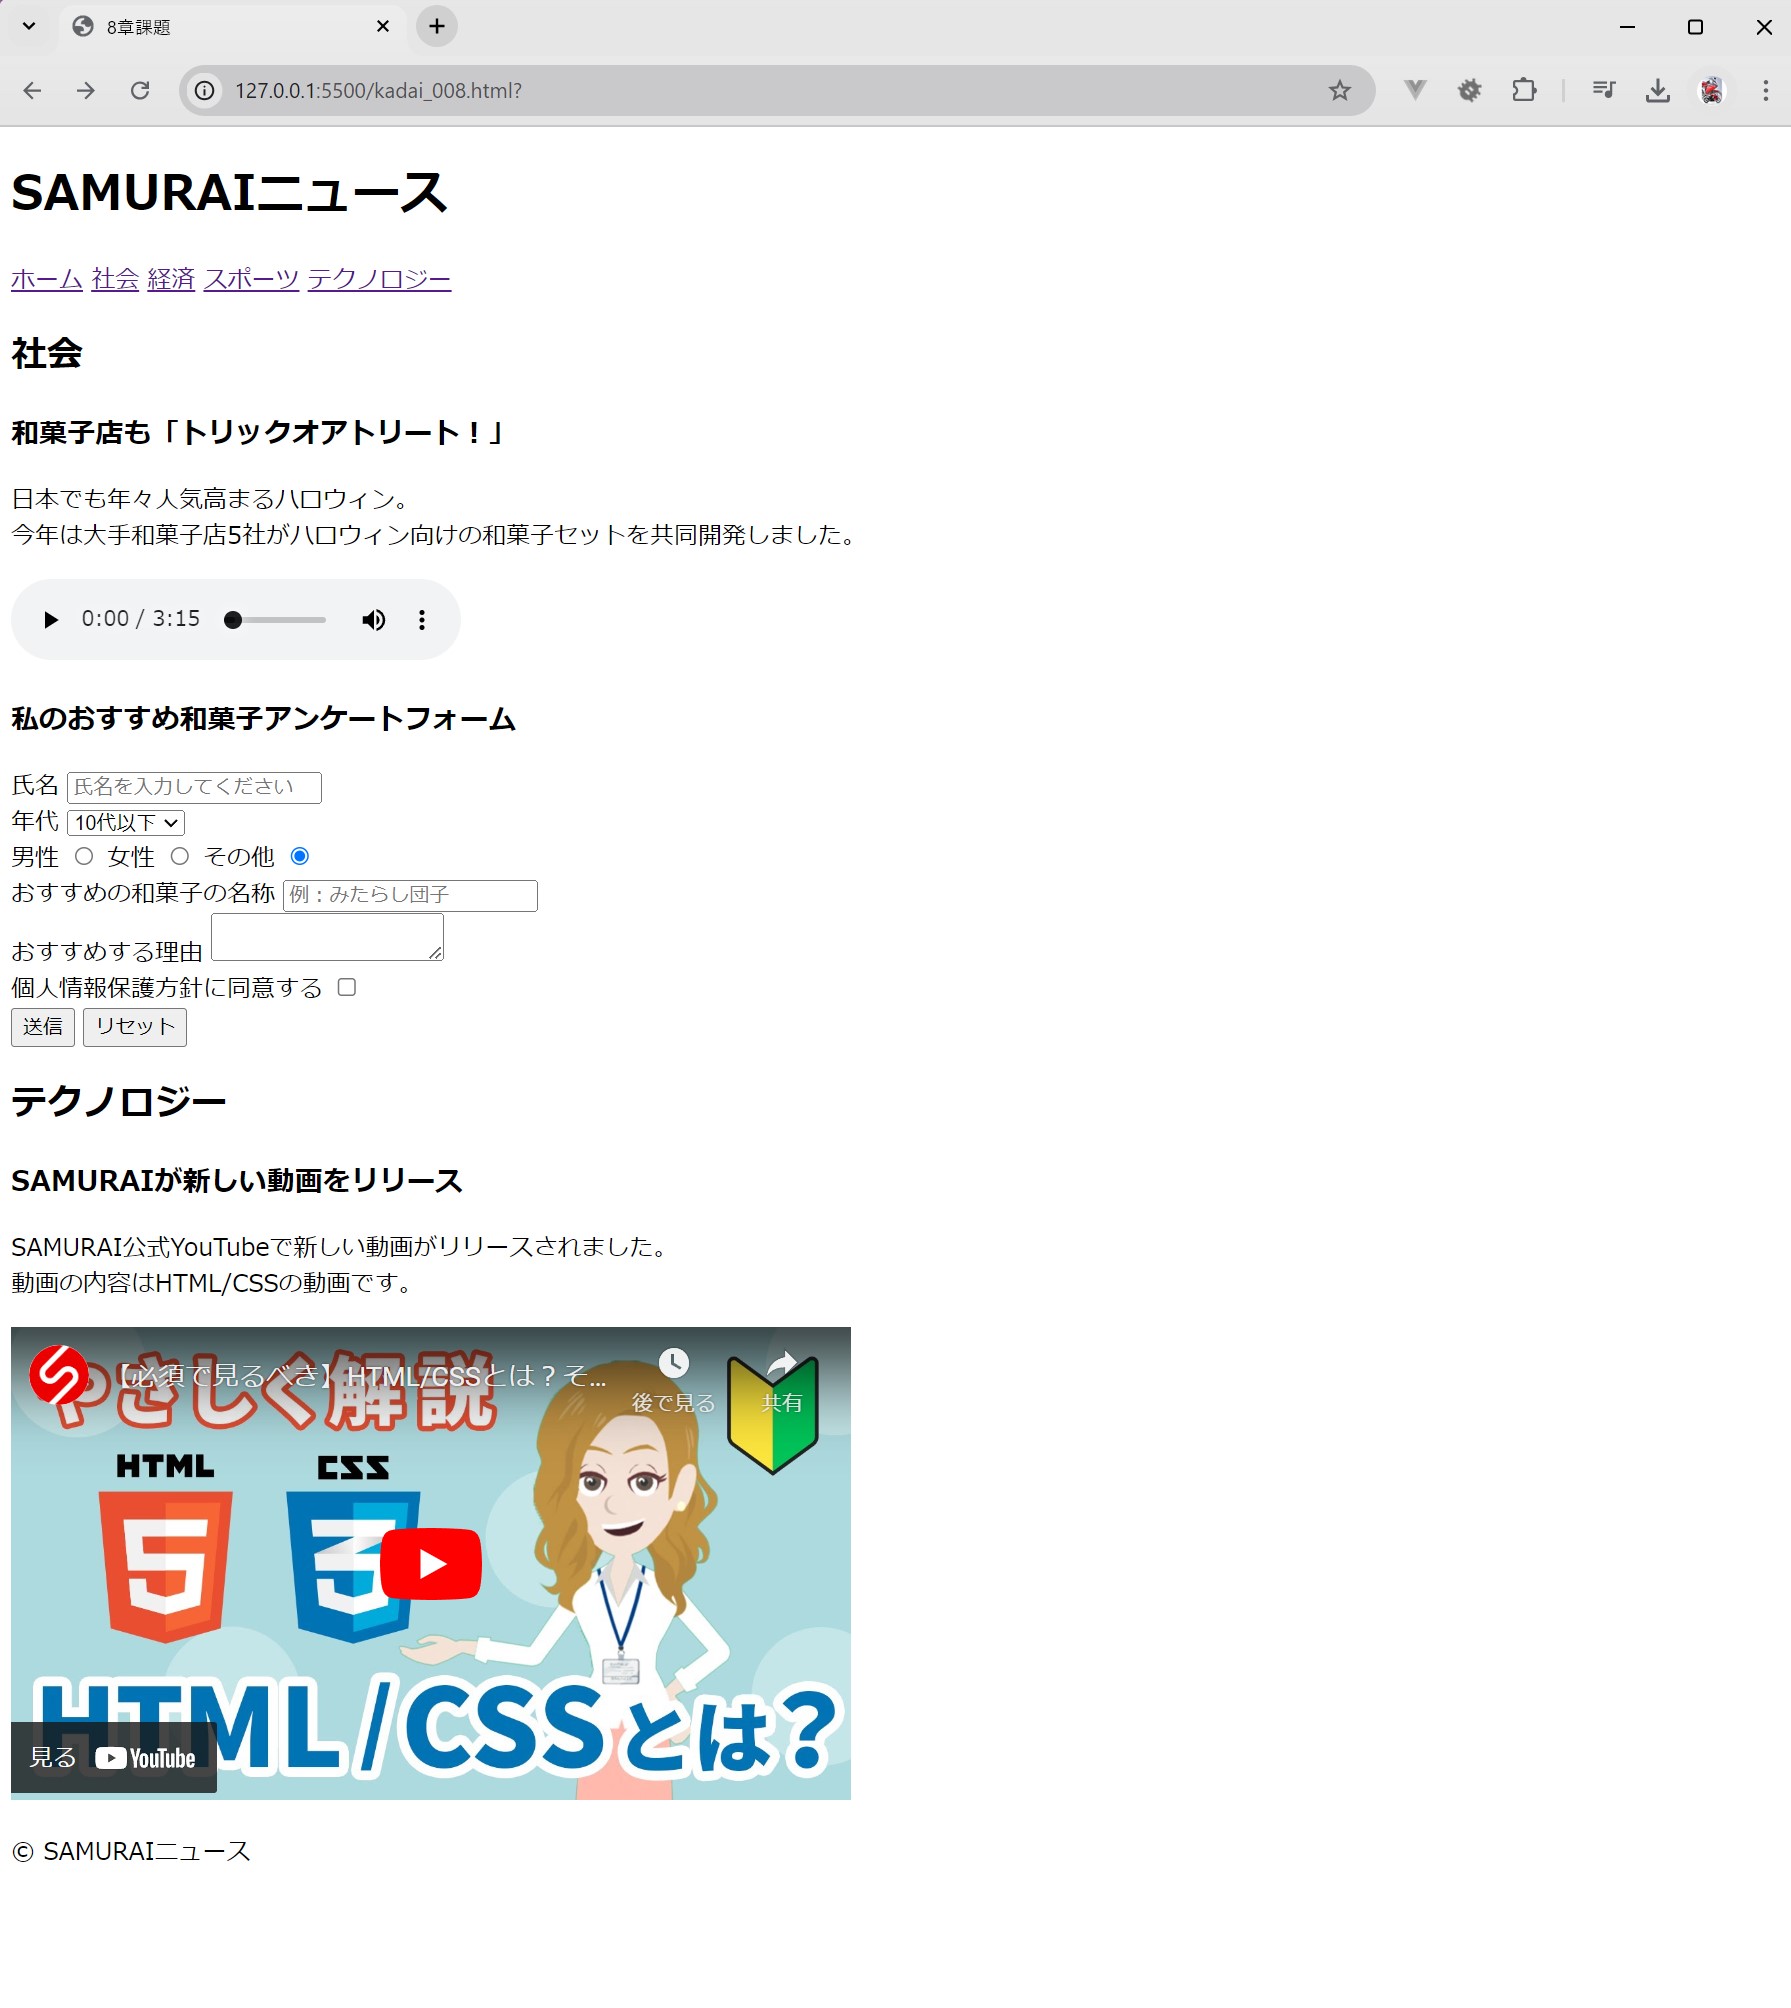 8章課題
127.0.0.1:5500/kadai_008.html?
SAMURAIニュース
ホーム 社会 経済 スポーツ テクノロジー
社会
和菓子店も「トリックオアトリート！」
日本でも年々人気高まるハロウィン。
今年は大手和菓子店5社がハロウィン向けの和菓子セットを共同開発しました。
0:00 / 3:15
私のおすすめ和菓子アンケートフォーム
氏名 氏名を入力してください
年代 10代以下
男性 女性 その他
おすすめの和菓子の名称 例：みたらし団子
おすすめする理由
個人情報保護方針に同意する
送信 リセット
テクノロジー
SAMURAIが新しい動画をリリース
SAMURAI公式YouTubeで新しい動画がリリースされました。
動画の内容はHTML/CSSの動画です。
【必須で見るべき】HTML/CSSとは？そ...
後で見る 共有
やさしく解説
HTML CSS
5 3
HTML/CSSとは?
見る YouTube
© SAMURAIニュース